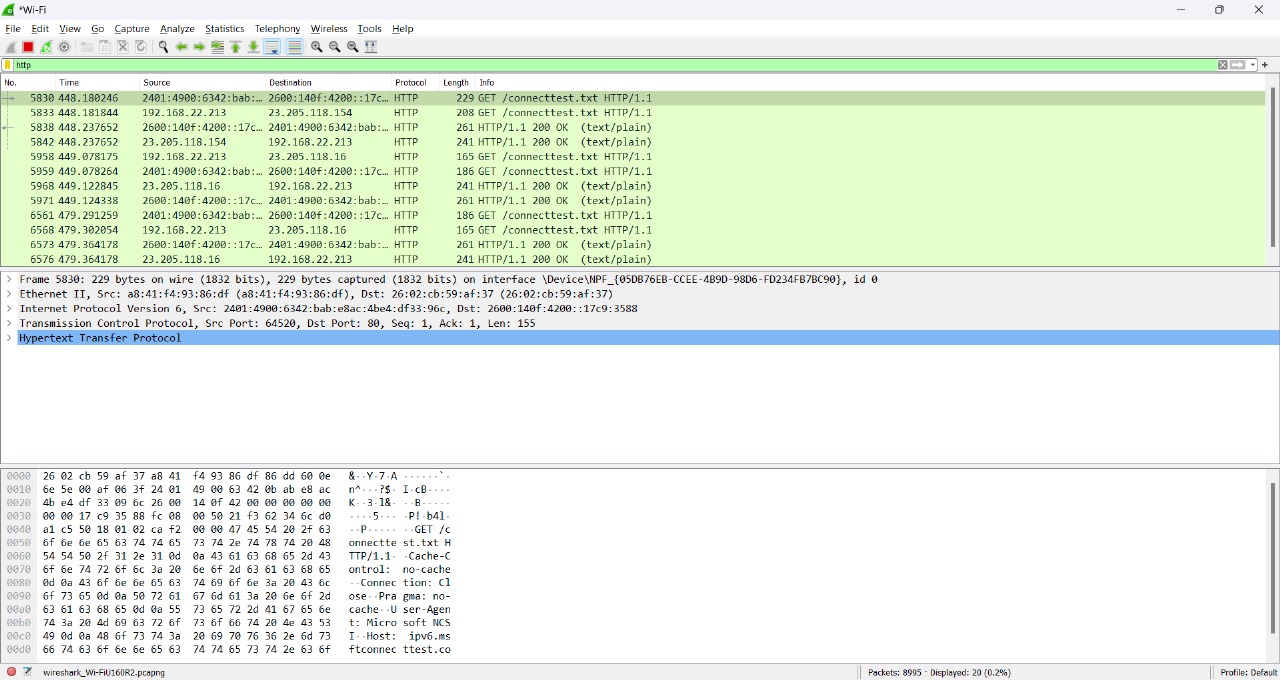 *Wi-Fi
File Edit View Go Capture Analyze Statistics Telephony Wireless Tools Help
http
No. Time Source Destination Protocol Length Info
5830 448.180246 2401:4900:6342:bab:… 2600:140f:4200::17c… HTTP 229 GET /connecttest.txt HTTP/1.1
5833 448.181844 192.168.22.213 23.205.118.154 HTTP 208 GET /connecttest.txt HTTP/1.1
5838 448.237652 2600:140f:4200::17c… 2401:4900:6342:bab:… HTTP 261 HTTP/1.1 200 OK (text/plain)
5842 448.237652 23.205.118.154 192.168.22.213 HTTP 241 HTTP/1.1 200 OK (text/plain)
5958 449.078175 192.168.22.213 23.205.118.16 HTTP 165 GET /connecttest.txt HTTP/1.1
5959 449.078264 2401:4900:6342:bab:… 2600:140f:4200::17c… HTTP 186 GET /connecttest.txt HTTP/1.1
5968 449.122845 23.205.118.16 192.168.22.213 HTTP 241 HTTP/1.1 200 OK (text/plain)
5971 449.124338 2600:140f:4200::17c… 2401:4900:6342:bab:… HTTP 261 HTTP/1.1 200 OK (text/plain)
6561 479.291259 2401:4900:6342:bab:… 2600:140f:4200::17c… HTTP 186 GET /connecttest.txt HTTP/1.1
6568 479.302054 192.168.22.213 23.205.118.16 HTTP 165 GET /connecttest.txt HTTP/1.1
6573 479.364178 2600:140f:4200::17c… 2401:4900:6342:bab:… HTTP 261 HTTP/1.1 200 OK (text/plain)
6576 479.364178 23.205.118.16 192.168.22.213 HTTP 241 HTTP/1.1 200 OK (text/plain)
Frame 5830: 229 bytes on wire (1832 bits), 229 bytes captured (1832 bits) on interface \Device\NPF_{05DB76EB-CCEE-4B9D-98D6-FD234FB7BC90}, id 0
Ethernet II, Src: a8:41:f4:93:86:df (a8:41:f4:93:86:df), Dst: 26:02:cb:59:af:37 (26:02:cb:59:af:37)
Internet Protocol Version 6, Src: 2401:4900:6342:bab:e8ac:4be4:df33:96c, Dst: 2600:140f:4200::17c9:3588
Transmission Control Protocol, Src Port: 64520, Dst Port: 80, Seq: 1, Ack: 1, Len: 155
Hypertext Transfer Protocol
0000 26 02 cb 59 af 37 a8 41 f4 93 86 df 86 dd 60 0e &··Y·7·A ······`·
0010 6e 5e 00 af 06 3f 24 01 49 00 63 42 0b ab e8 ac n^···?$· I·cB····
0020 4b e4 df 33 09 6c 26 00 14 0f 42 00 00 00 00 00 K··3·l&· ··B·····
0030 00 00 17 c9 35 88 fc 08 00 50 21 f3 62 34 6c d0 ····5··· ·P!·b4l·
0040 a1 c5 50 18 01 02 ca f2 00 00 47 45 54 20 2f 63 ··P····· ··GET /c
0050 6f 6e 6e 65 63 74 74 65 73 74 2e 74 78 74 20 48 onnectte st.txt H
0060 54 54 50 2f 31 2e 31 0d 0a 43 61 63 68 65 2d 43 TTP/1.1· ·Cache-C
0070 6f 6e 74 72 6f 6c 3a 20 6e 6f 2d 63 61 63 68 65 ontrol: no-cache
0080 0d 0a 43 6f 6e 6e 65 63 74 69 6f 6e 3a 20 43 6c ··Connec tion: Cl
0090 6f 73 65 0d 0a 50 72 61 67 6d 61 3a 20 6e 6f 2d ose··Pra gma: no-
00a0 63 61 63 68 65 0d 0a 55 73 65 72 2d 41 67 65 6e cache··U ser-Agen
00b0 74 3a 20 4d 69 63 72 6f 73 6f 66 74 20 4e 43 53 t: Micro soft NCS
00c0 49 0d 0a 48 6f 73 74 3a 20 69 70 76 36 2e 6d 73 I··Host: ipv6.ms
00d0 66 74 63 6f 6e 6e 65 63 74 74 65 73 74 2e 63 6f ftconnec ttest.co
wireshark_Wi-FiU160R2.pcapng Packets: 8995 · Displayed: 20 (0.2%) Profile: Default